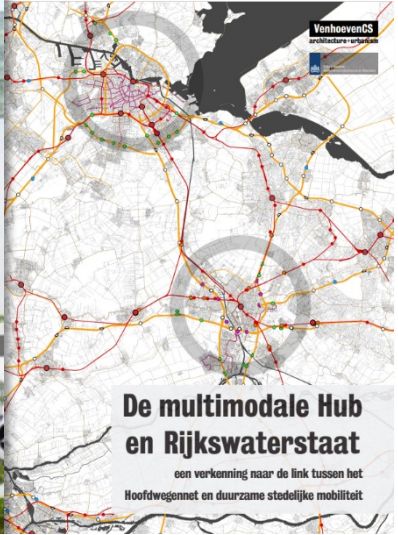 VenhoevenCS
architecture+urbanism
De multimodale Hub
en Rijkswaterstaat
een verkenning naar de link tussen het
Hoofdwegennet en duurzame stedelijke mobiliteit